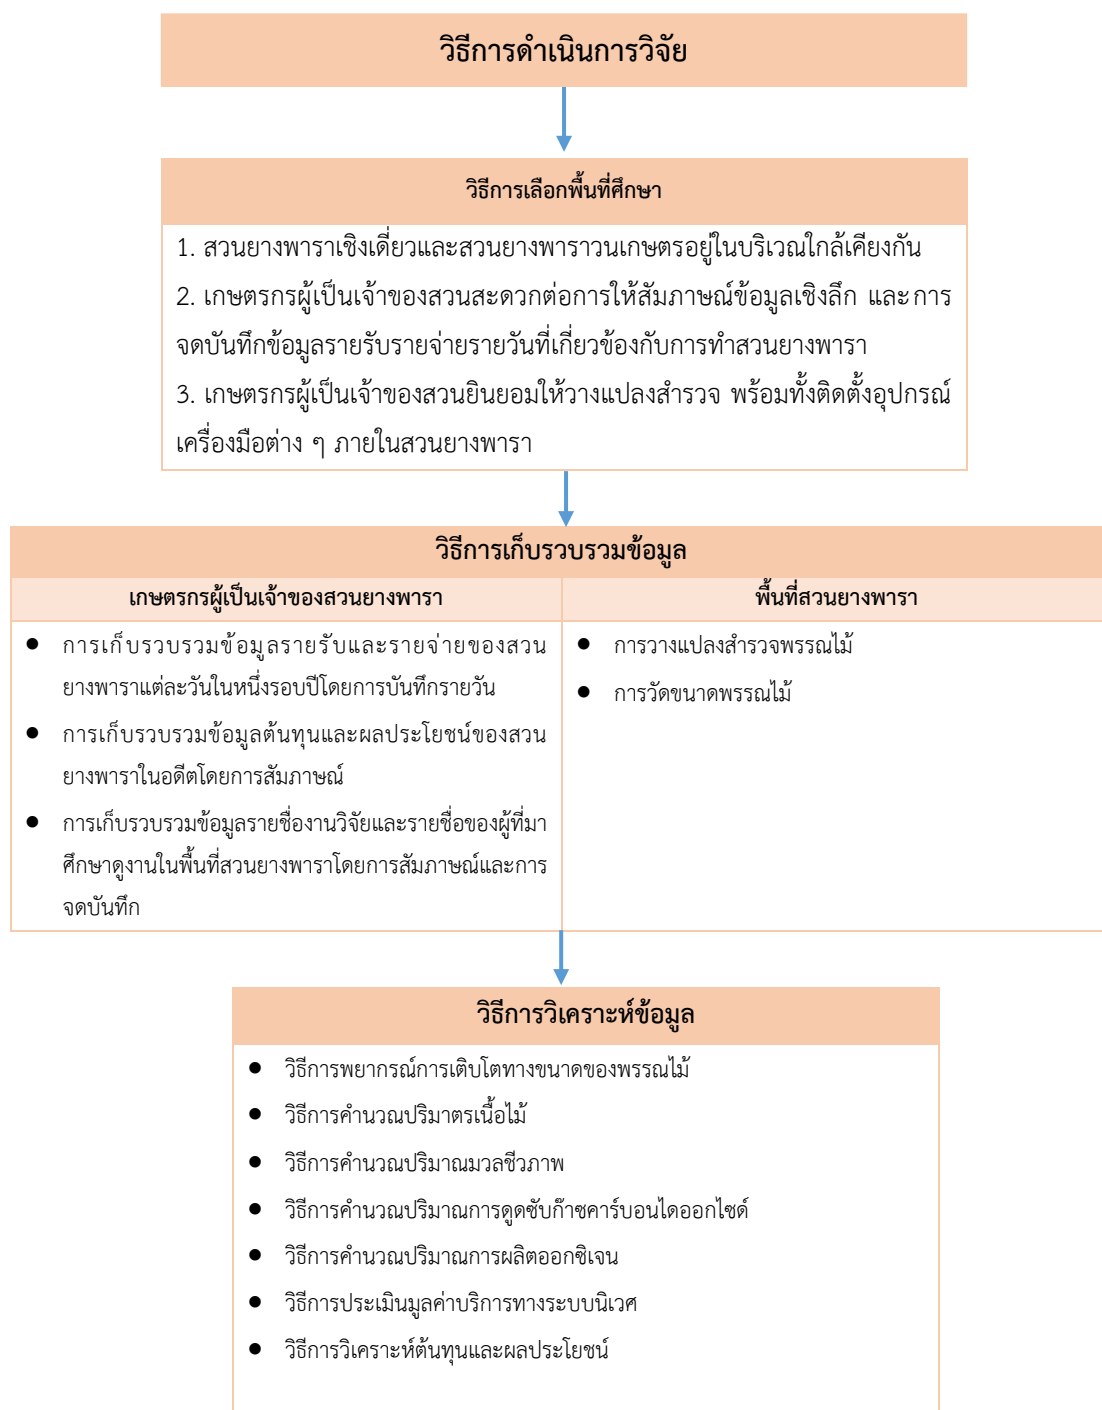 วิธีการดำเนินการวิจัย
วิธีการเลือกพื้นที่ศึกษา
1. สวนยางพาราเชิงเดี่ยวและสวนยางพาราวนเกษตรอยู่ในบริเวณใกล้เคียงกัน
2. เกษตรกรผู้เป็นเจ้าของสวนสะดวกต่อการให้สัมภาษณ์ข้อมูลเชิงลึก และการ
จดบันทึกข้อมูลรายรับรายจ่ายรายวันที่เกี่ยวข้องกับการทำสวนยางพารา
3. เกษตรกรผู้เป็นเจ้าของสวนยินยอมให้วางแปลงสำรวจ พร้อมทั้งติดตั้งอุปกรณ์
เครื่องมือต่าง ๆ ภายในสวนยางพารา
วิธีการเก็บรวบรวมข้อมูล
เกษตรกรผู้เป็นเจ้าของสวนยางพารา
● การเก็บรวบรวมข้อมูลรายรับและรายจ่ายของสวน
ยางพาราแต่ละวันในหนึ่งรอบปีโดยการบันทึกรายวัน
● การเก็บรวบรวมข้อมูลต้นทุนและผลประโยชน์ของสวน
ยางพาราในอดีตโดยการสัมภาษณ์
● การเก็บรวบรวมข้อมูลรายชื่องานวิจัยและรายชื่อของผู้ที่มา
ศึกษาดูงานในพื้นที่สวนยางพาราโดยการสัมภาษณ์และการ
จดบันทึก
พื้นที่สวนยางพารา
● การวางแปลงสำรวจพรรณไม้
● การวัดขนาดพรรณไม้
วิธีการวิเคราะห์ข้อมูล
● วิธีการพยากรณ์การเติบโตทางขนาดของพรรณไม้
● วิธีการคำนวณปริมาตรเนื้อไม้
● วิธีการคำนวณปริมาณมวลชีวภาพ
● วิธีการคำนวณปริมาณการดูดซับก๊าซคาร์บอนไดออกไซด์
● วิธีการคำนวณปริมาณการผลิตออกซิเจน
● วิธีการประเมินมูลค่าบริการทางระบบนิเวศ
● วิธีการวิเคราะห์ต้นทุนและผลประโยชน์